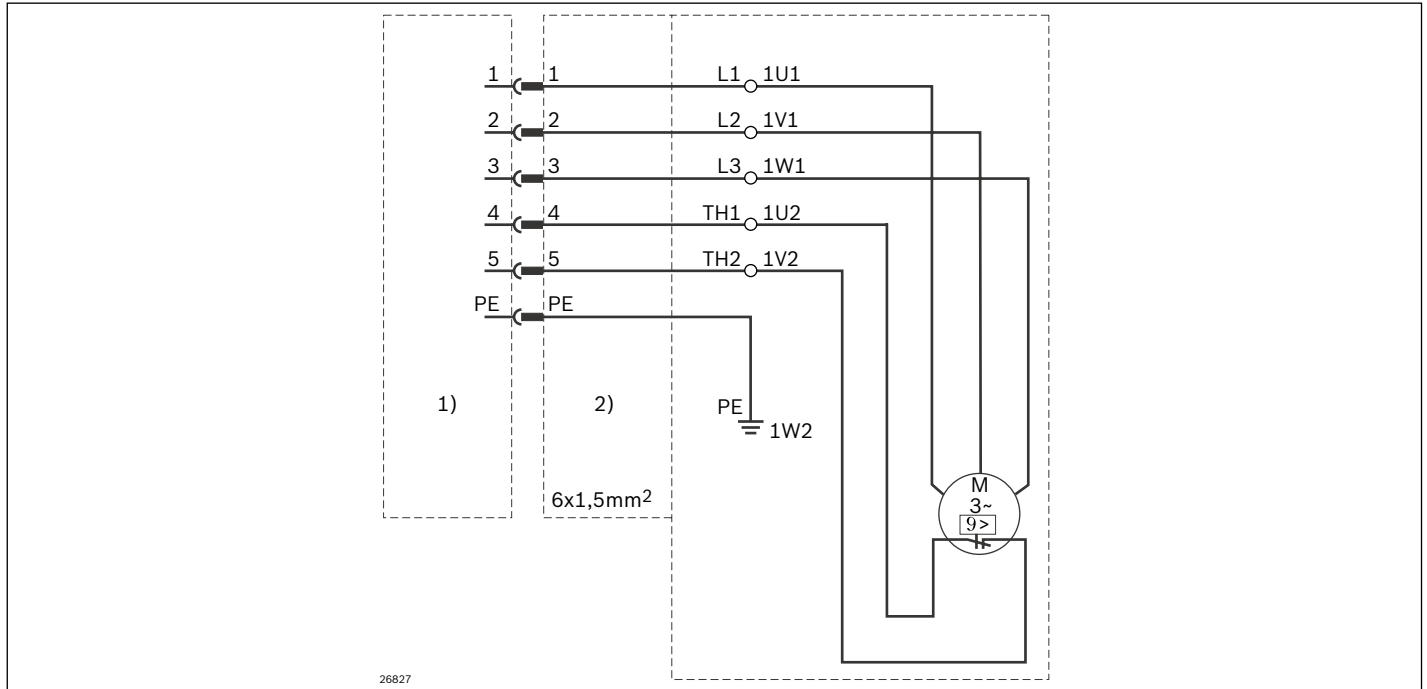 1 1 L1 1U1
2 2 L2 1V1
3 3 L3 1W1
4 4 TH1 1U2
5 5 TH2 1V2
PE PE
1) 2) PE
1W2
6x1,5mm²
M
3~
9>
26827